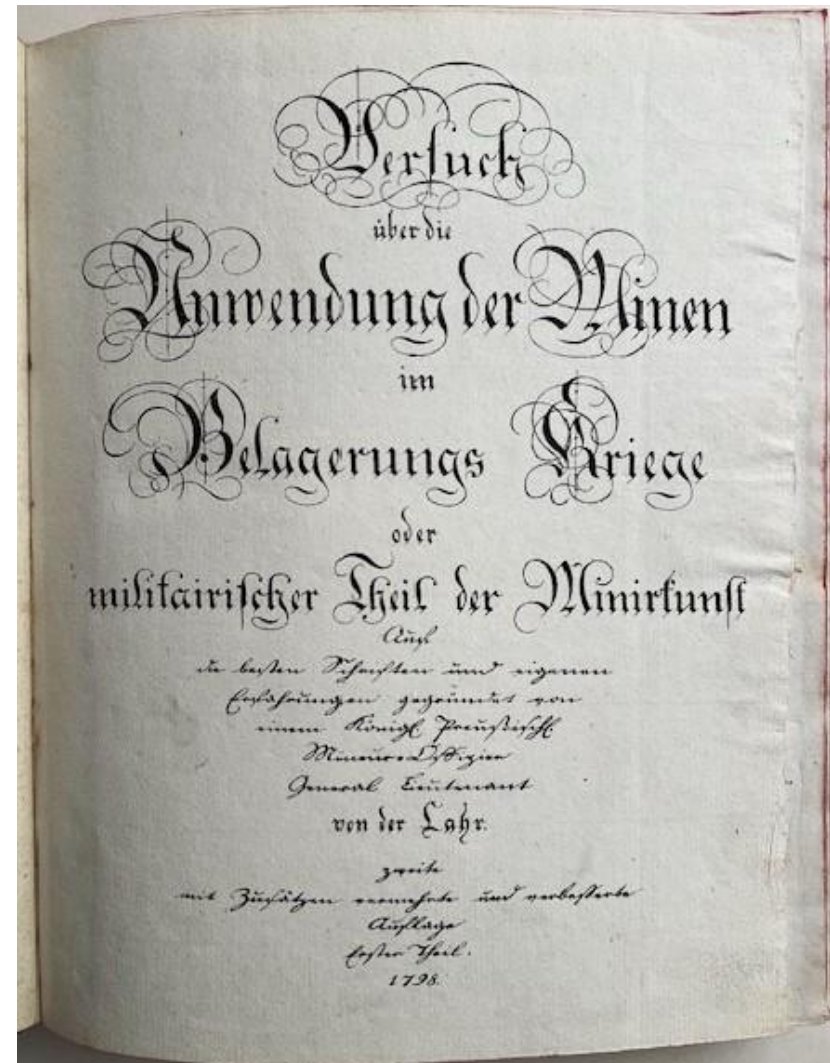 Versuch
über die
Anwendung der Minen
im
Belagerungs Kriege
oder
militairischer Theil der Minirkunst
Auf
die besten Schriften und eigenen
Erfahrungen gegründet von
einem Königl. Preußischl.
Mineur-Offizier
General Lieutenant
von der Lahr.
zweite
mit Zusätzen vermehrte und verbesserte
Auflage
Erster Theil.
1798.